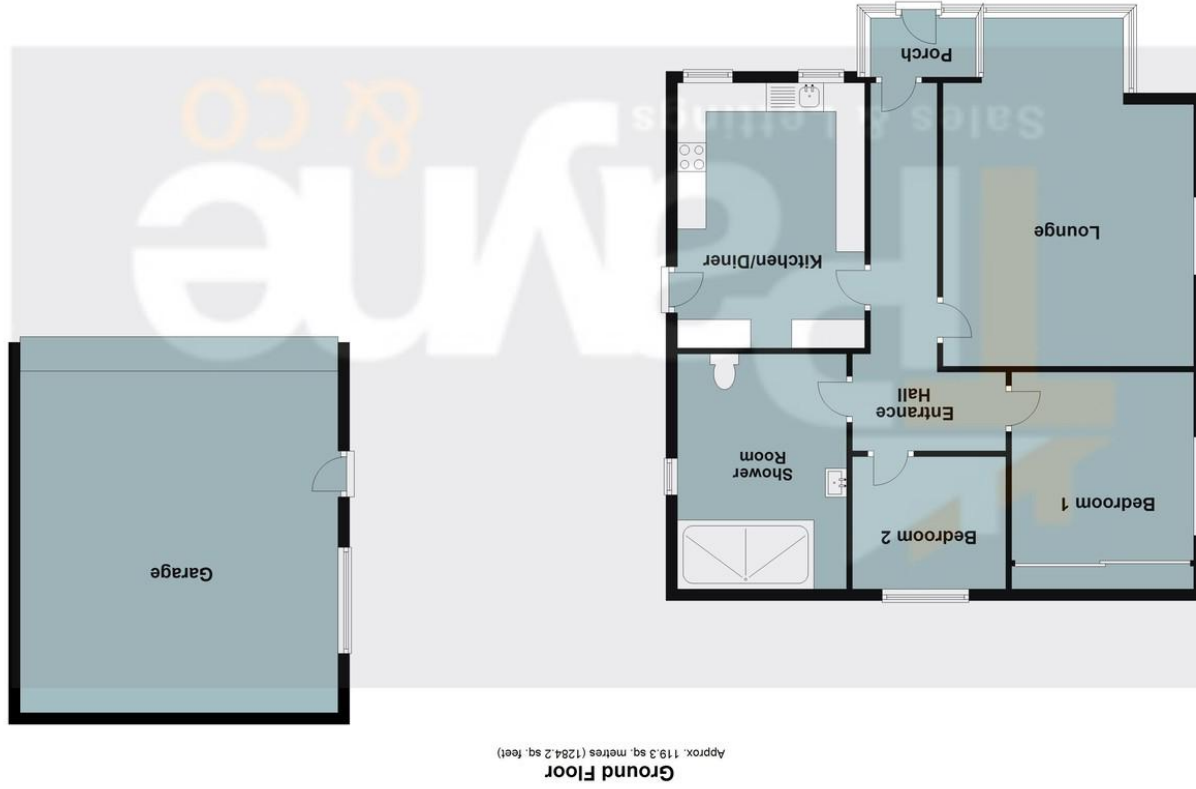 Ground Floor
Approx. 119.3 sq. metres (1284.2 sq. feet)
Garage
Bedroom 2
Bedroom 1
Shower
Room
Entrance
Hall
Kitchen/Diner
Lounge
Porch
Payne
& CO
Sales & Lettings